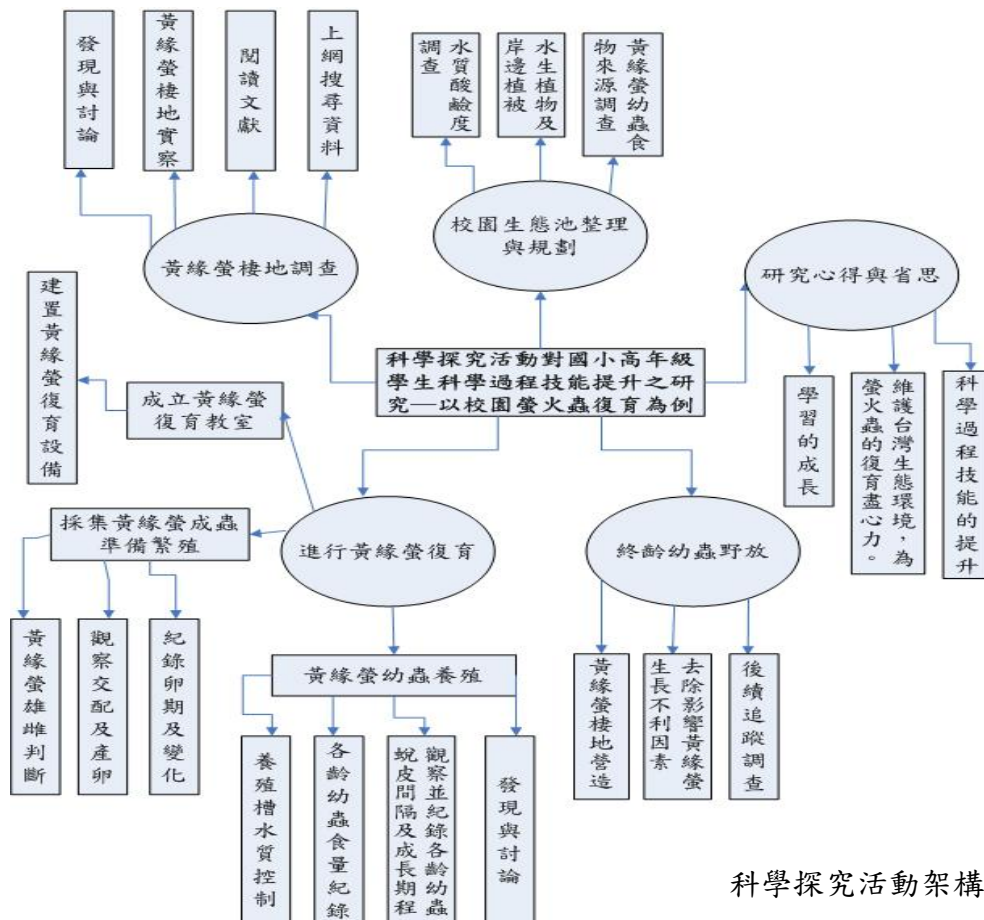 發現與討論
黃緣螢棲地實察
閱讀文獻
上網搜尋資料
水質酸鹼度
調查
水生植物及
岸邊植被
黃緣螢幼蟲食
物來源調查
黃緣螢棲地調查
校園生態池整理
與規劃
研究心得與省思
建置黃緣螢復育設備
成立黃緣螢
復育教室
科學探究活動對國小高年級
學生科學過程技能提升之研
究—以校園螢火蟲復育為例
學習的成長
維護台灣生態環境，為
螢火蟲的復育盡心力。
科學過程技能的提升
採集黃緣螢成蟲
準備繁殖
進行黃緣螢復育
終齡幼蟲野放
黃緣螢雄雌判斷
觀察交配及產卵
紀錄卵期及變化
黃緣螢幼蟲養殖
黃緣螢棲地營造
去除影響黃緣螢
生長不利因素
後續追蹤調查
養殖槽水質控制
各齡幼蟲食量紀錄
觀察並紀錄各齡幼蟲
蛻皮間隔及成長期程
發現與討論
科學探究活動架構